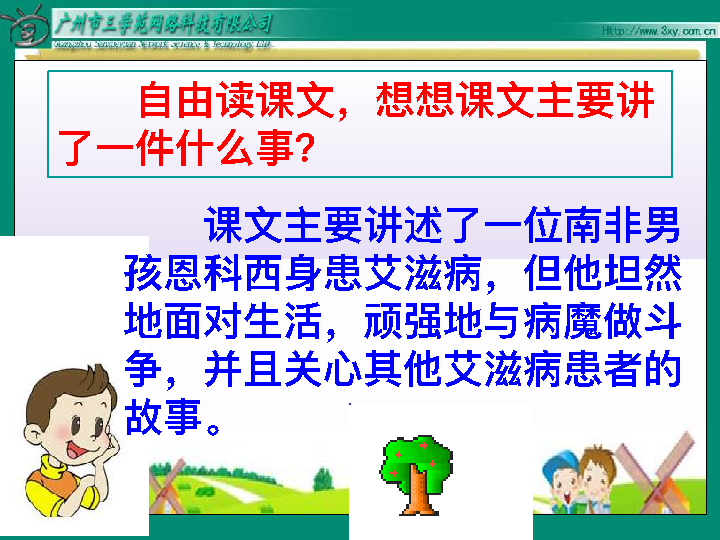 广州市三学苑网络科技有限公司
Guangzhou Sanxueyuan Network Science & Technology Ltd.
Http://www.3xy.com.cn
自由读课文，想想课文主要讲
了一件什么事？
课文主要讲述了一位南非男
孩恩科西身患艾滋病，但他坦然
地面对生活，顽强地与病魔做斗
争，并且关心其他艾滋病患者的
故事。